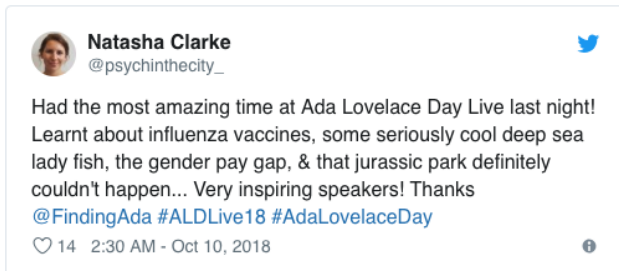 Natasha Clarke
@psychinthecity_
Had the most amazing time at Ada Lovelace Day Live last night!
Learnt about influenza vaccines, some seriously cool deep sea
lady fish, the gender pay gap, & that jurassic park definitely
couldn't happen... Very inspiring speakers! Thanks
@FindingAda #ALDLive18 #AdaLovelaceDay
14 2:30 AM - Oct 10, 2018